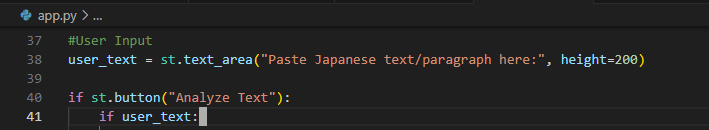 app.py > ...
37 #User Input
38 user_text = st.text_area("Paste Japanese text/paragraph here:", height=200)
39
40 if st.button("Analyze Text"):
41     if user_text: